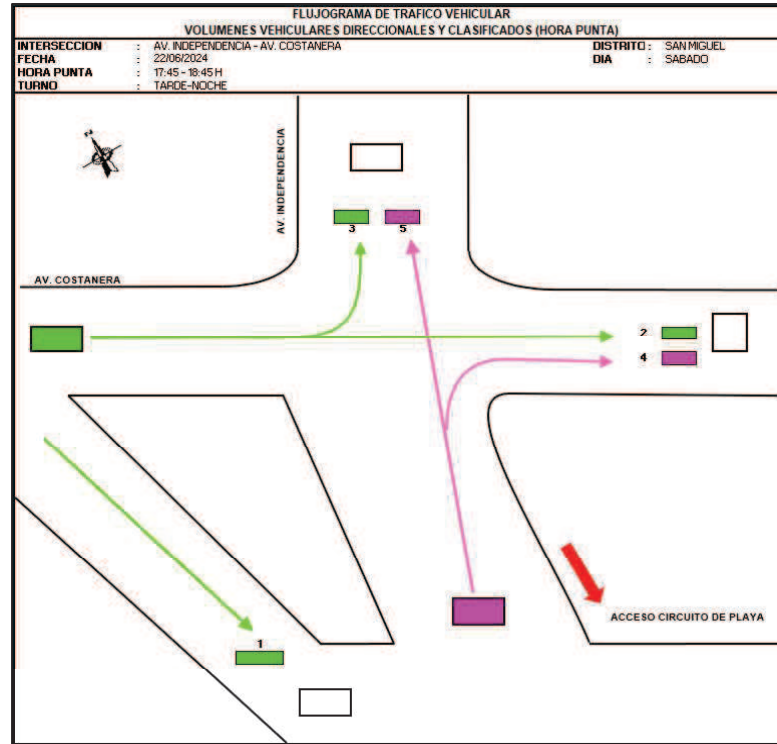 FLUJOGRAMA DE TRAFICO VEHICULAR
VOLUMENES VEHICULARES DIRECCIONALES Y CLASIFICADOS (HORA PUNTA)
INTERSECCION : AV. INDEPENDENCIA - AV. COSTANERA DISTRITO : SAN MIGUEL
FECHA : 22/06/2024 DIA : SABADO
HORA PUNTA : 17:45 - 18:45 H
TURNO : TARDE-NOCHE
AV. INDEPENDENCIA
3 5
AV. COSTANERA
2
4
ACCESO CIRCUITO DE PLAYA
1